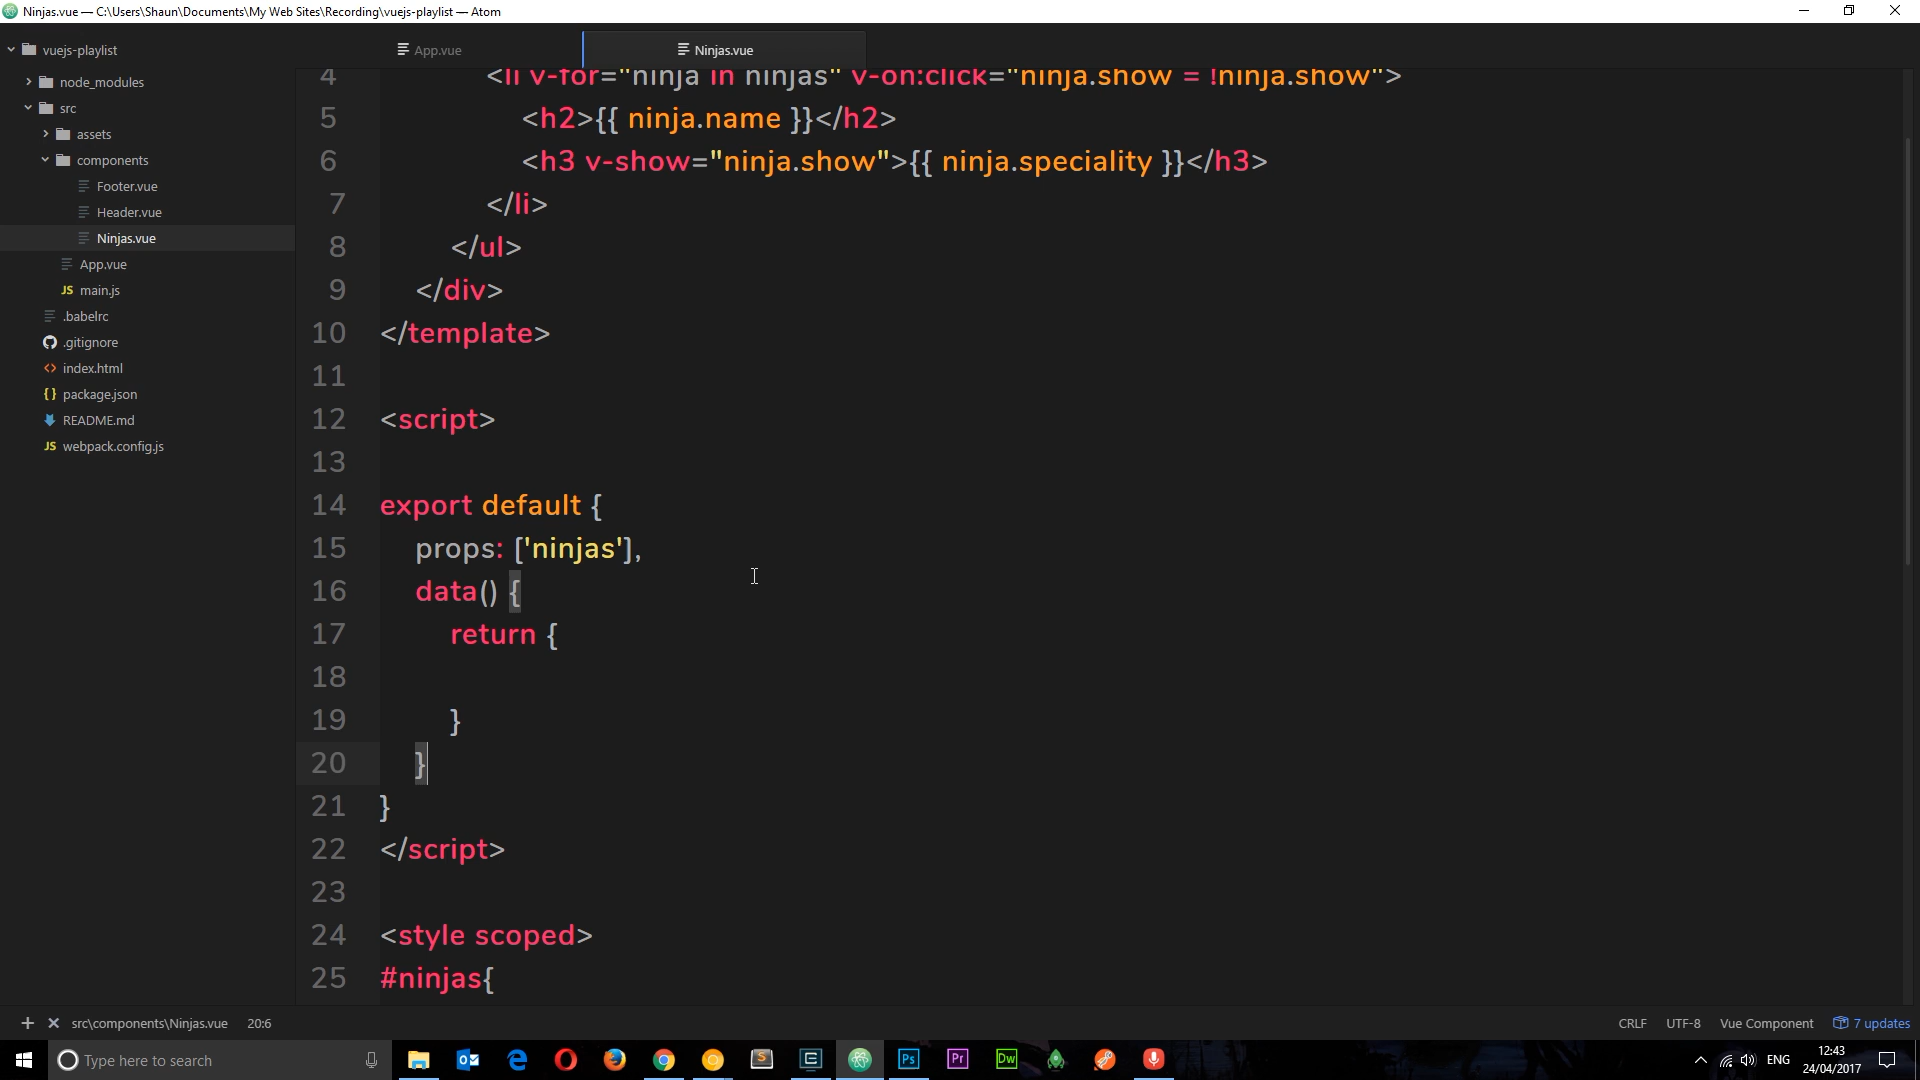 Ninjas.vue — C:\Users\Shaun\Documents\My Web Sites\Recording\vuejs-playlist — Atom
vuejs-playlist
App.vue
Ninjas.vue
node_modules
src
assets
components
Footer.vue
Header.vue
Ninjas.vue
App.vue
JS main.js
.babelrc
.gitignore
<> index.html
{} package.json
README.md
JS webpack.config.js
4 <li v-for="ninja in ninjas" v-on:click="ninja.show = !ninja.show">
5 <h2>{{ ninja.name }}</h2>
6 <h3 v-show="ninja.show">{{ ninja.speciality }}</h3>
7 </li>
8 </ul>
9 </div>
10 </template>
11
12 <script>
13
14 export default {
15 props: ['ninjas'],
16 data() {
17 return {
18
19 }
20 }
21 }
22 </script>
23
24 <style scoped>
25 #ninjas{
src\components\Ninjas.vue 20:6
CRLF UTF-8 Vue Component 7 updates
Type here to search
Ps
Pr
Dw
ENG
12:43
24/04/2017